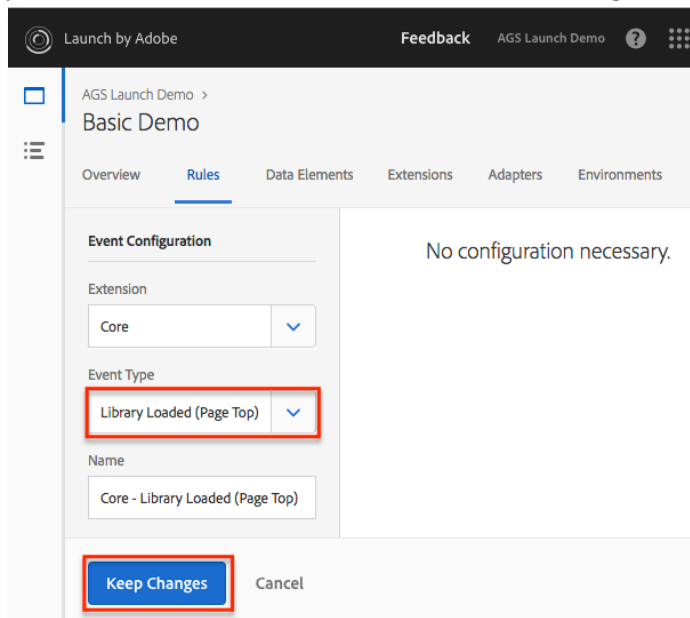 Launch by Adobe Feedback AGS Launch Demo ?
AGS Launch Demo >
Basic Demo
Overview Rules Data Elements Extensions Adapters Environments
Event Configuration
No configuration necessary.
Extension
Core
Event Type
Library Loaded (Page Top)
Name
Core - Library Loaded (Page Top)
Keep Changes Cancel